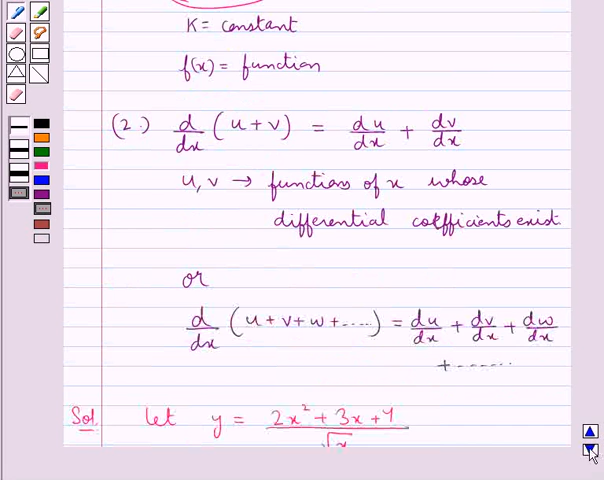 K = constant
f(x) = function
(2.) d/dx (u + v) = du/dx + dv/dx
u, v → functions of x whose
differential coefficients exist
or
d/dx (u + v + w + .....) = du/dx + dv/dx + dw/dx
+ .......
Sol. let y = 2x² + 3x + 4 / √x